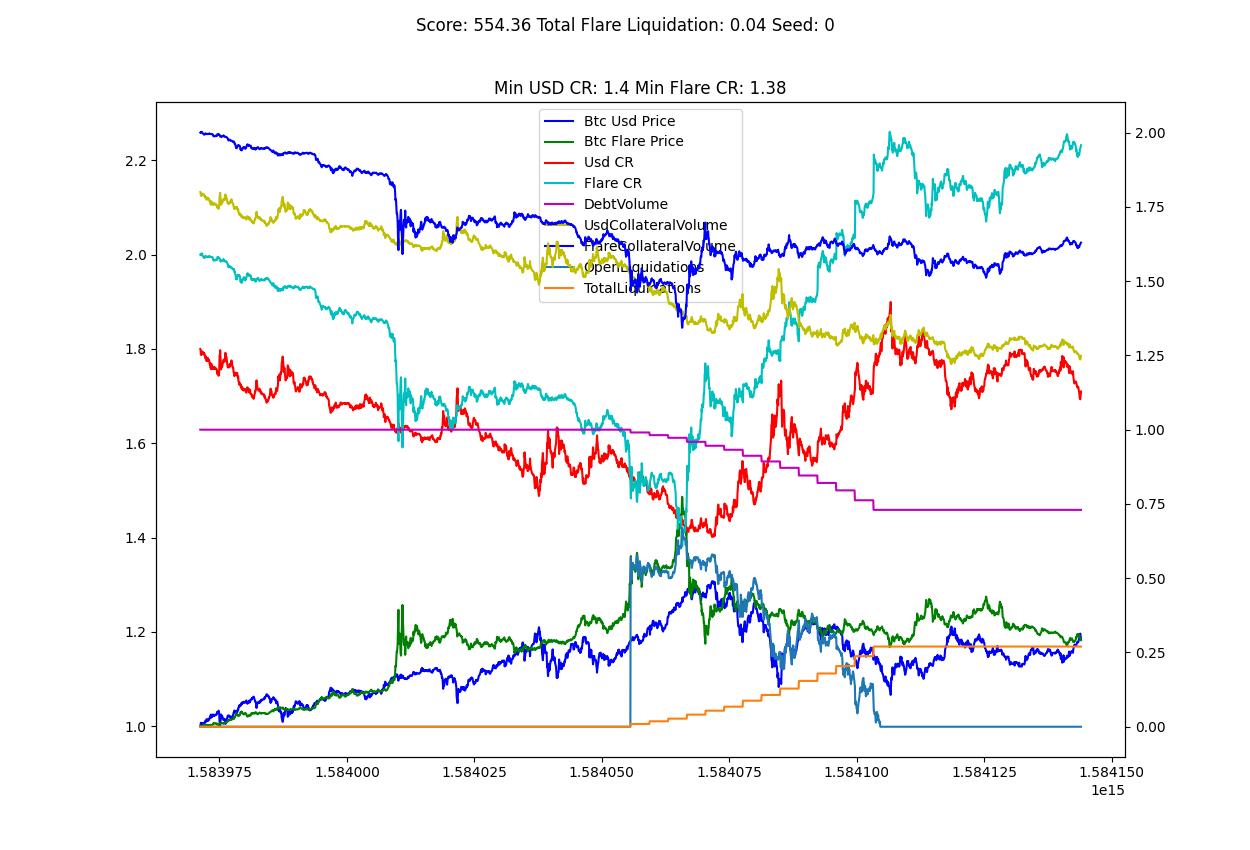 Score: 554.36 Total Flare Liquidation: 0.04 Seed: 0
Min USD CR: 1.4 Min Flare CR: 1.38
Btc Usd Price
Btc Flare Price
Usd CR
Flare CR
DebtVolume
UsdCollateralVolume
FlareCollateralVolume
OpenLiquidations
TotalLiquidations
2.2
2.0
1.8
1.6
1.4
1.2
1.0
2.00
1.75
1.50
1.25
1.00
0.75
0.50
0.25
0.00
1.583975 1.584000 1.584025 1.584050 1.584075 1.584100 1.584125 1.584150
1e15